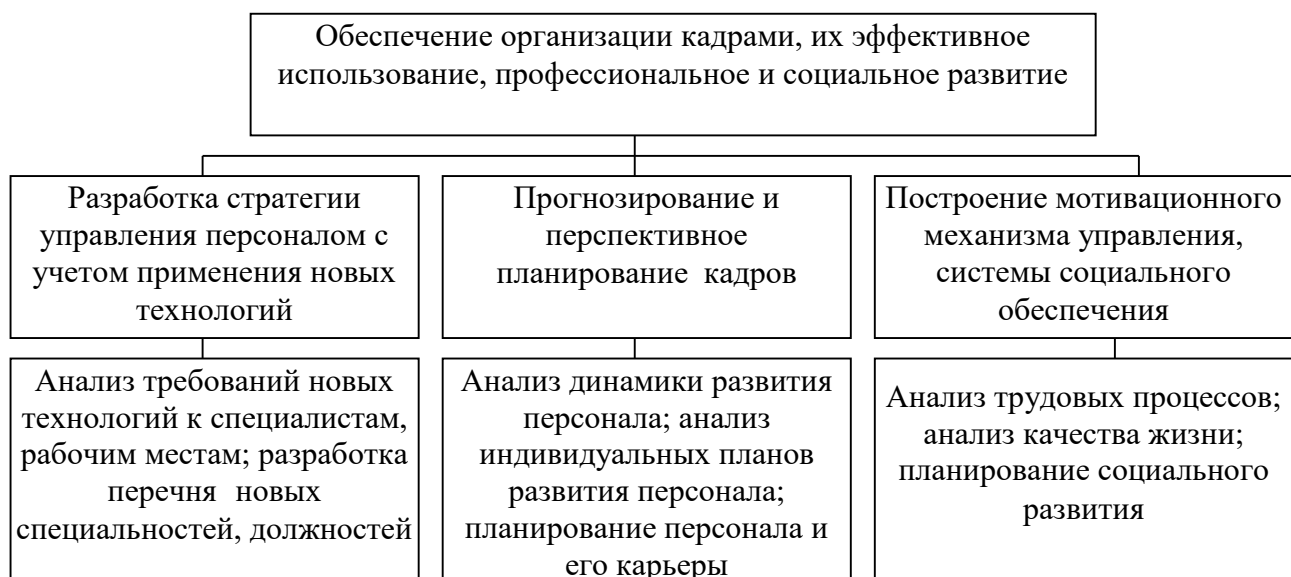 Обеспечение организации кадрами, их эффективное
использование, профессиональное и социальное развитие
Разработка стратегии
управления персоналом с
учетом применения новых
технологий
Прогнозирование и
перспективное
планирование кадров
Построение мотивационного
механизма управления,
системы социального
обеспечения
Анализ требований новых
технологий к специалистам,
рабочим местам; разработка
перечня новых
специальностей, должностей
Анализ динамики развития
персонала; анализ
индивидуальных планов
развития персонала;
планирование персонала и
его карьеры
Анализ трудовых процессов;
анализ качества жизни;
планирование социального
развития